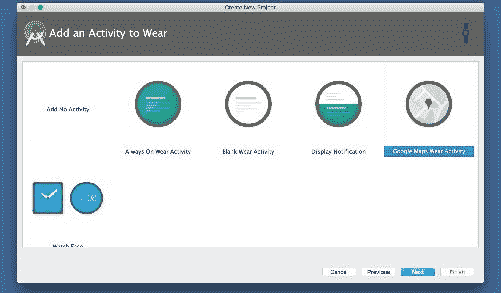 Create New Project
Add an Activity to Wear
Add No Activity
Always On Wear Activity
Blank Wear Activity
Display Notification
Google Maps Wear Activity
Watch Face
Cancel
Previous
Next
Finish